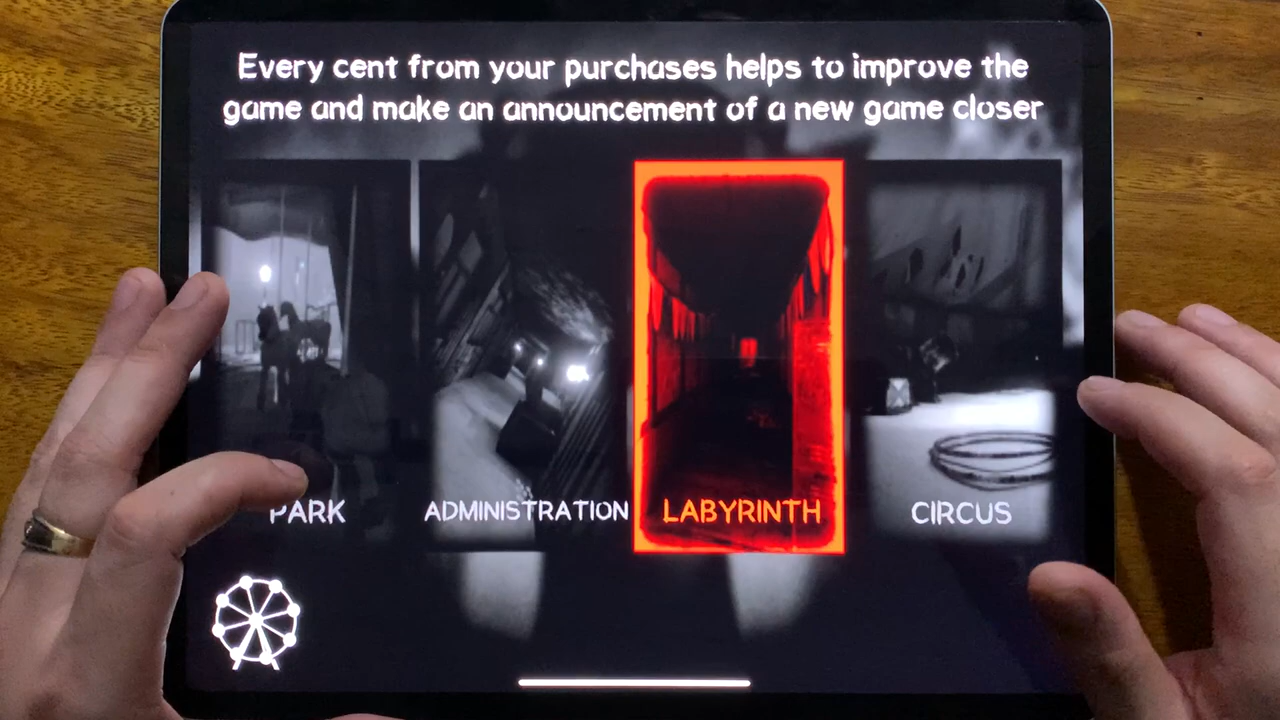 Every cent from your purchases helps to improve the
game and make an announcement of a new game closer
PARK
ADMINISTRATION
LABYRINTH
CIRCUS